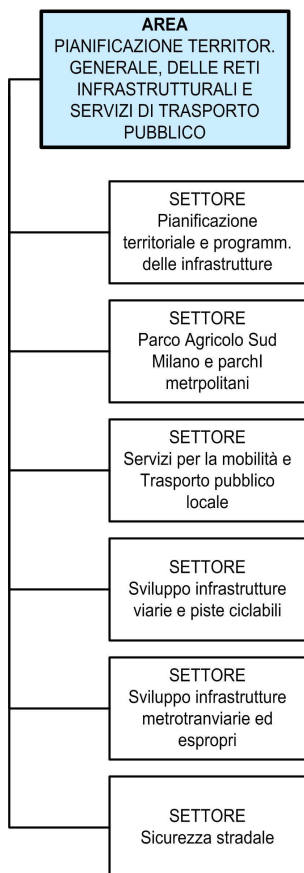 AREA
PIANIFICAZIONE TERRITOR.
GENERALE, DELLE RETI
INFRASTRUTTURALI E
SERVIZI DI TRASPORTO
PUBBLICO
SETTORE
Pianificazione
territoriale e programm.
delle infrastrutture
SETTORE
Parco Agricolo Sud
Milano e parchI
metrpolitani
SETTORE
Servizi per la mobilità e
Trasporto pubblico
locale
SETTORE
Sviluppo infrastrutture
viarie e piste ciclabili
SETTORE
Sviluppo infrastrutture
metrotranviarie ed
espropri
SETTORE
Sicurezza stradale